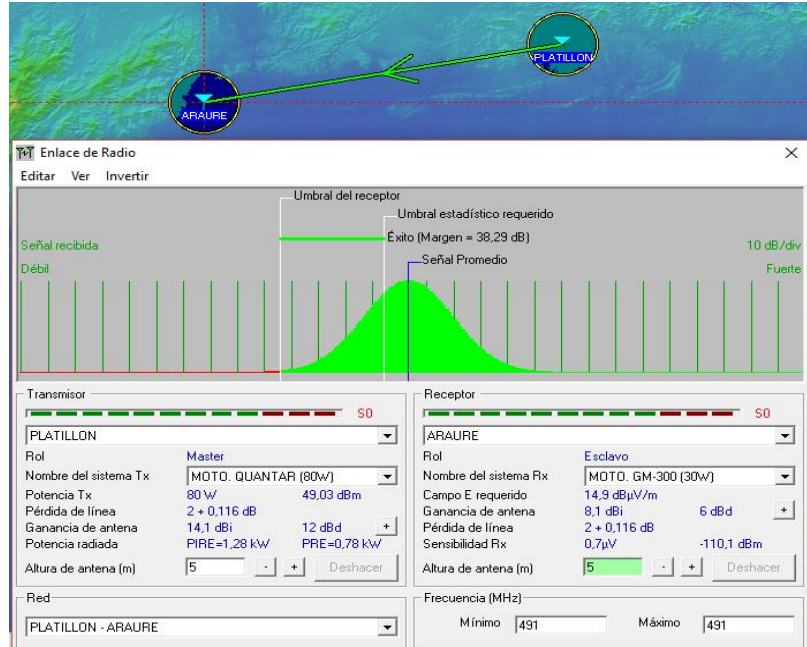 PLATILLON
ARAURE
Enlace de Radio
Editar Ver Invertir
Umbral del receptor
Umbral estadístico requerido
Éxito (Margen = 38,29 dB)
Señal recibida 10 dB/div
Señal Promedio
Débil Fuerte
Transmisor
S0
PLATILLON
Rol Master
Nombre del sistema Tx MOTO. QUANTAR (80W)
Potencia Tx 80 W 49,03 dBm
Pérdida de línea 2 + 0,116 dB
Ganancia de antena 14,1 dBi 12 dBd +
Potencia radiada PIRE=1,28 kW PRE=0,78 kW
Altura de antena (m) 5 - + Deshacer
Receptor
S0
ARAURE
Rol Esclavo
Nombre del sistema Rx MOTO. GM-300 (30W)
Campo E requerido 14,9 dBµV/m
Ganancia de antena 8,1 dBi 6 dBd +
Pérdida de línea 2 + 0,116 dB
Sensibilidad Rx 0,7µV -110,1 dBm
Altura de antena (m) 5 - + Deshacer
Red
PLATILLON - ARAURE
Frecuencia (MHz)
Mínimo 491 Máximo 491